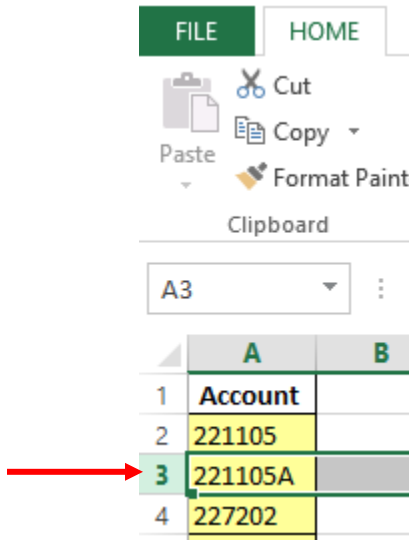 FILE HOME
Cut
Copy
Paste
Format Paint
Clipboard
A3
A B
1 Account
2 221105
3 221105A
4 227202